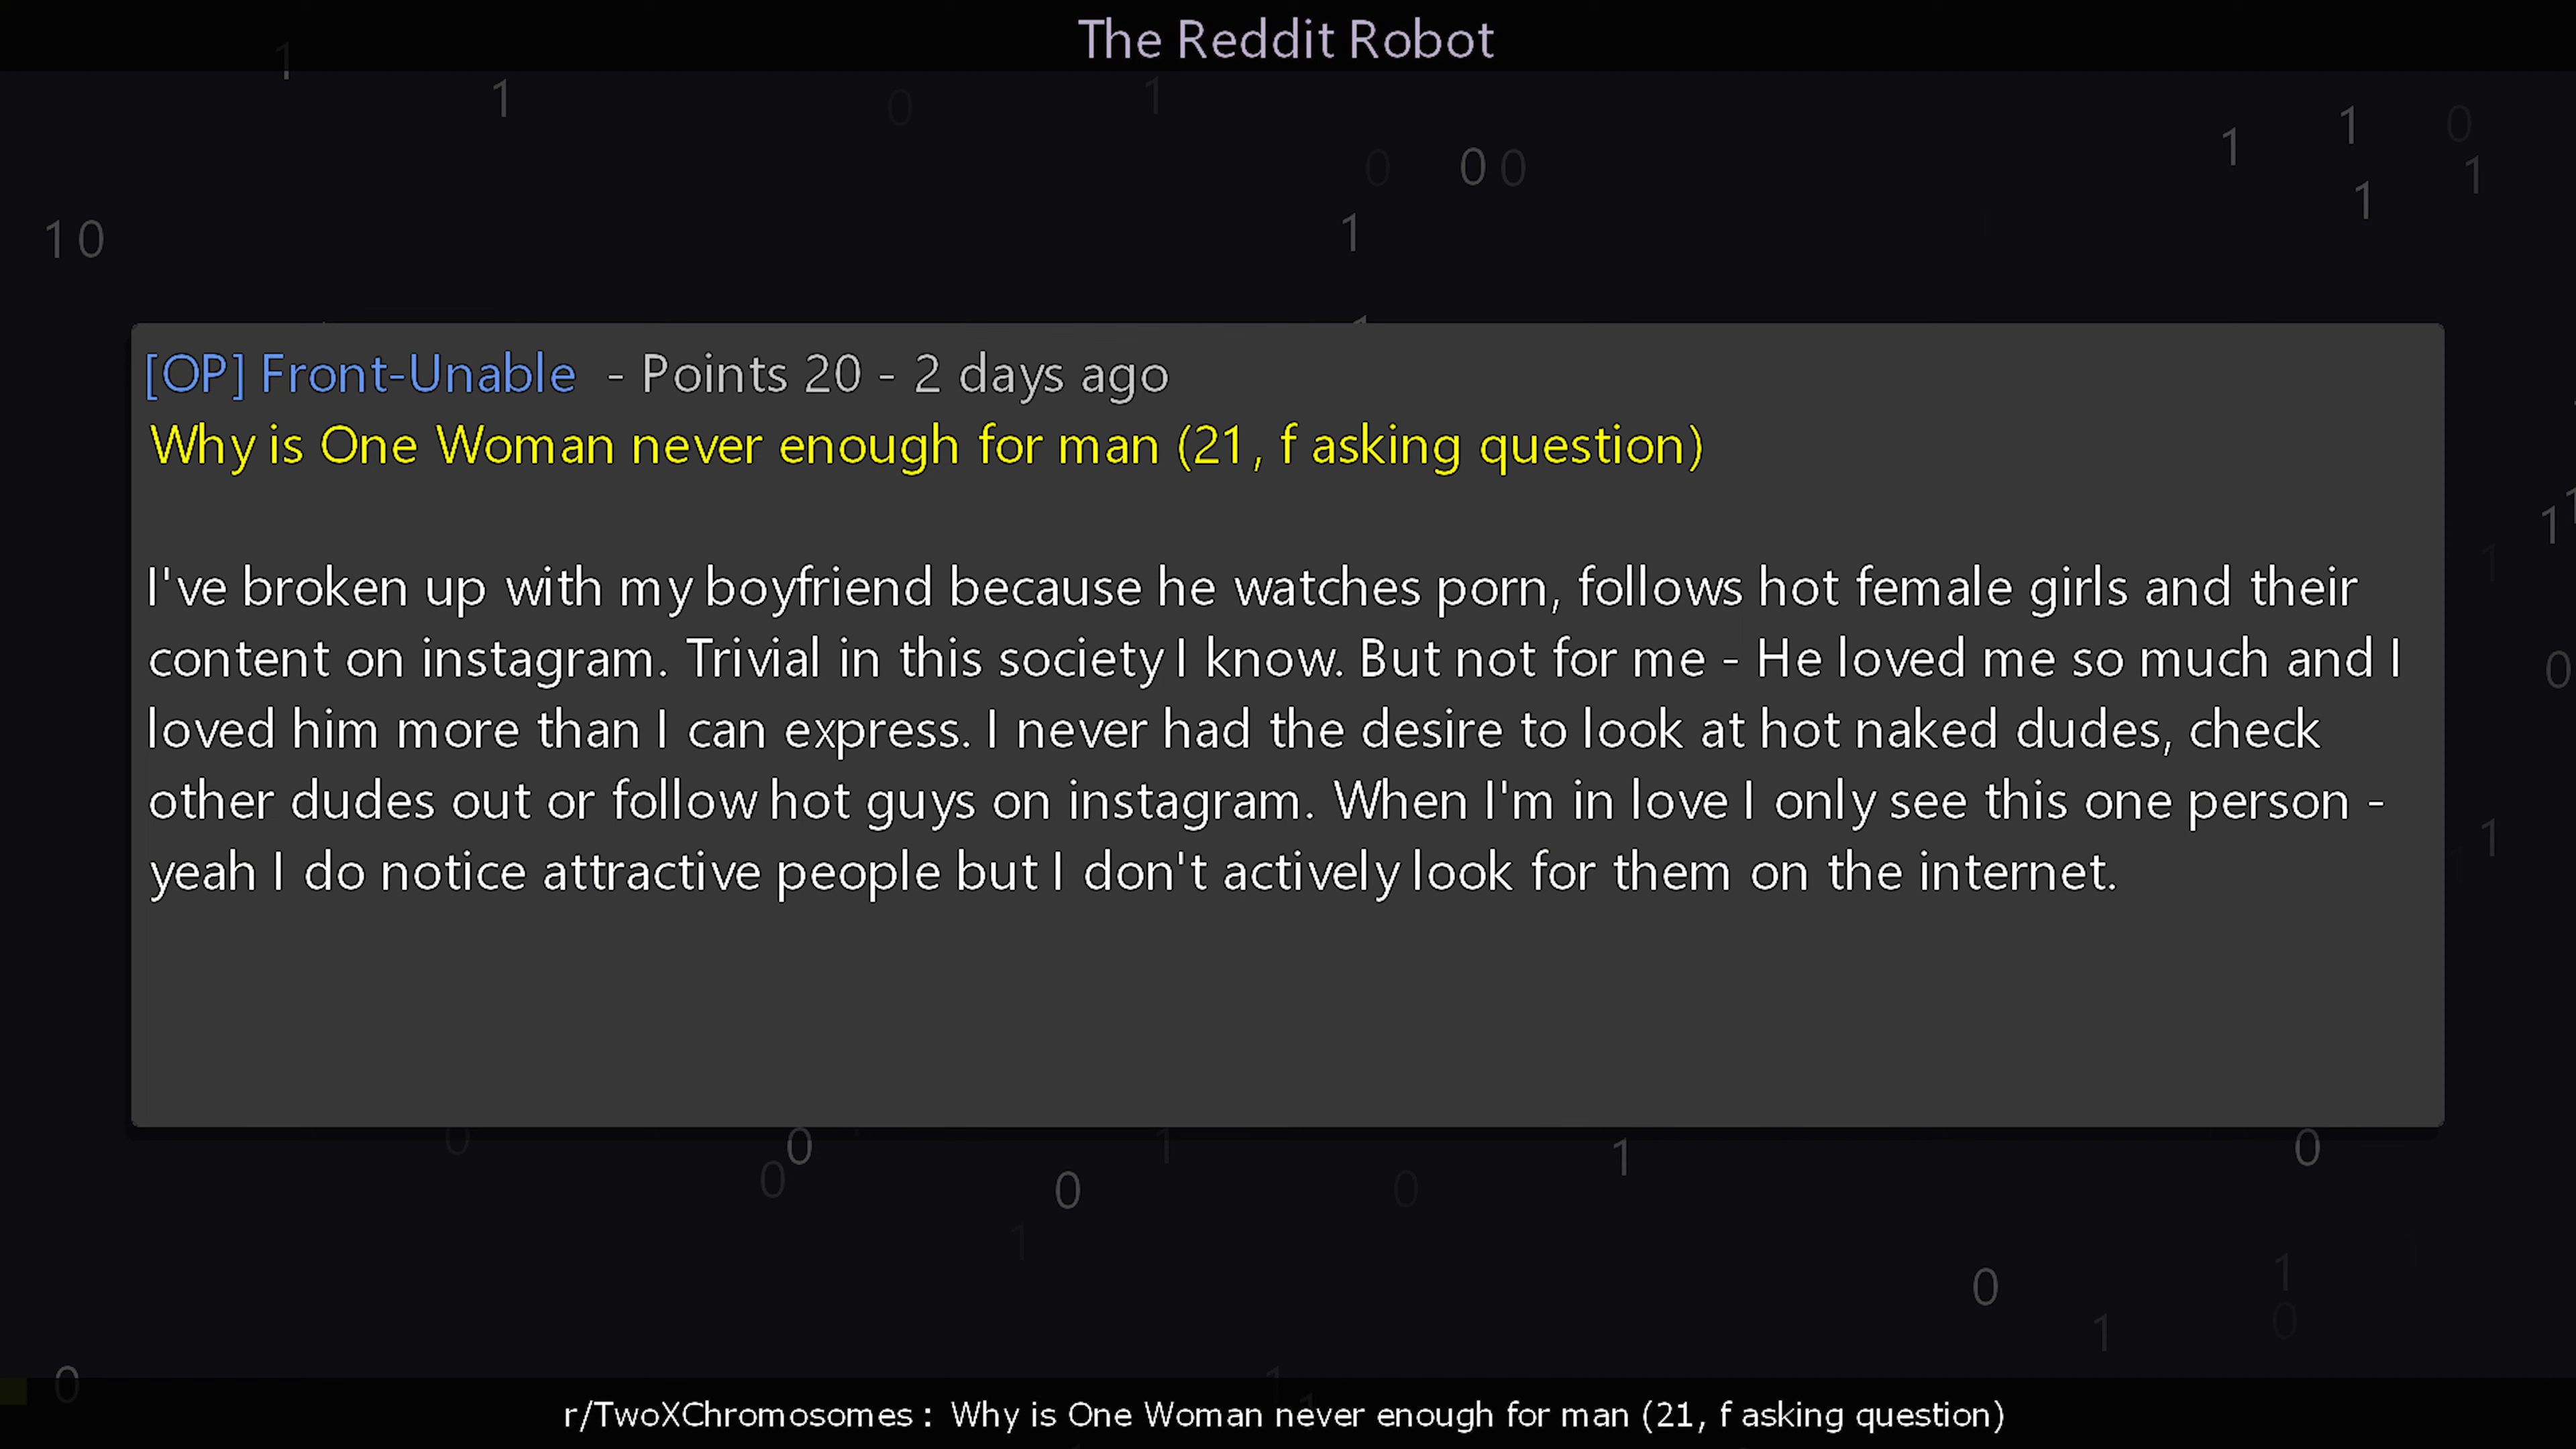 The Reddit Robot
[OP] Front-Unable - Points 20 - 2 days ago
Why is One Woman never enough for man (21, f asking question)
I've broken up with my boyfriend because he watches porn, follows hot female girls and their
content on instagram. Trivial in this society I know. But not for me - He loved me so much and I
loved him more than I can express. I never had the desire to look at hot naked dudes, check
other dudes out or follow hot guys on instagram. When I'm in love I only see this one person -
yeah I do notice attractive people but I don't actively look for them on the internet.
r/TwoXChromosomes : Why is One Woman never enough for man (21, f asking question)